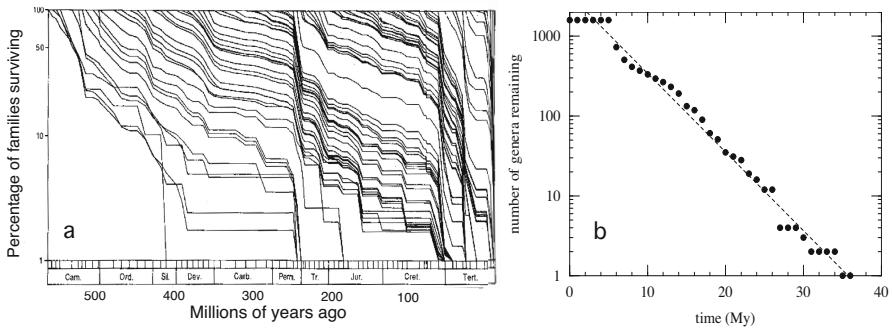 Percentage of families surviving
100
10
1
a
Cam. Ord. Sil. Dev. Carb. Perm. Tr. Jur. Cret. Tert.
500 400 300 200 100
Millions of years ago
number of genera remaining
1000
100
10
1
b
0 10 20 30 40
time (My)